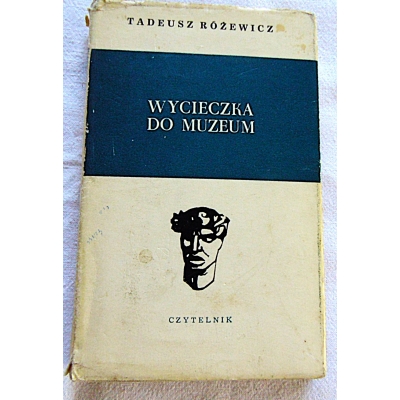 TADEUSZ RÓŻEWICZ
WYCIECZKA
DO MUZEUM
CZYTELNIK